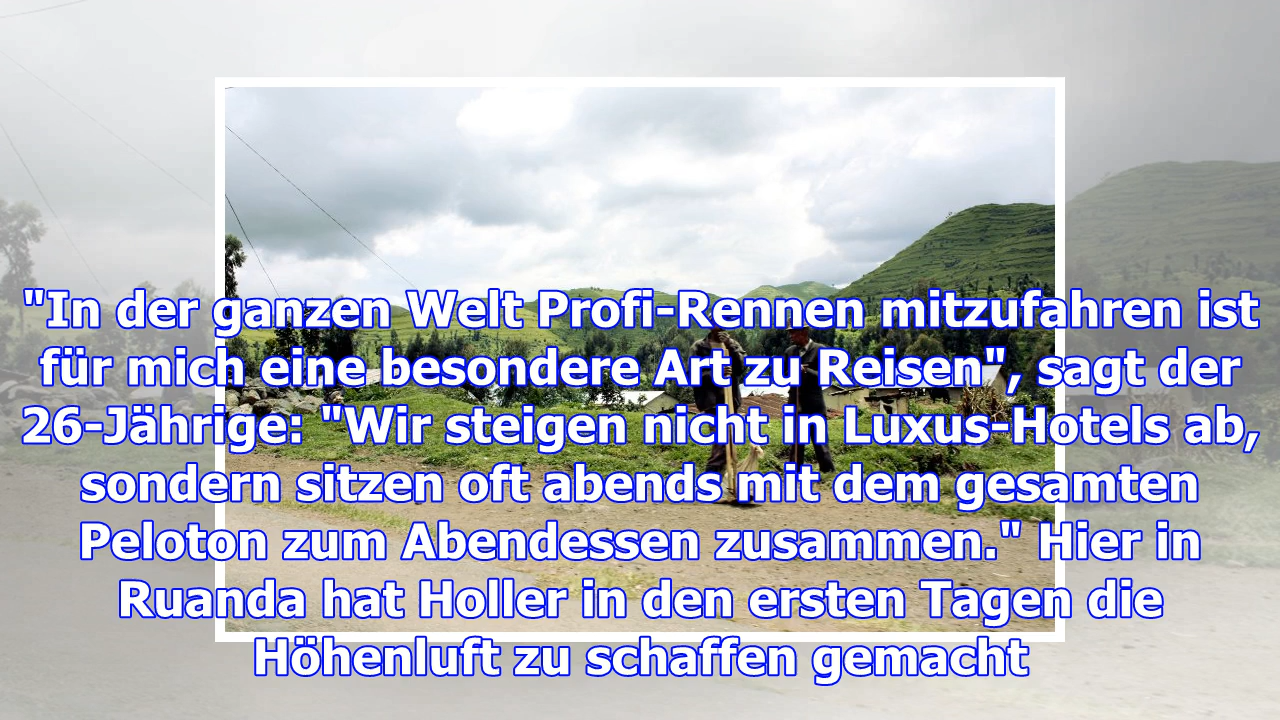 "In der ganzen Welt Profi-Rennen mitzufahren ist
für mich eine besondere Art zu Reisen", sagt der
26-Jährige: "Wir steigen nicht in Luxus-Hotels ab,
sondern sitzen oft abends mit dem gesamten
Peloton zum Abendessen zusammen." Hier in
Ruanda hat Holler in den ersten Tagen die
Höhenluft zu schaffen gemacht